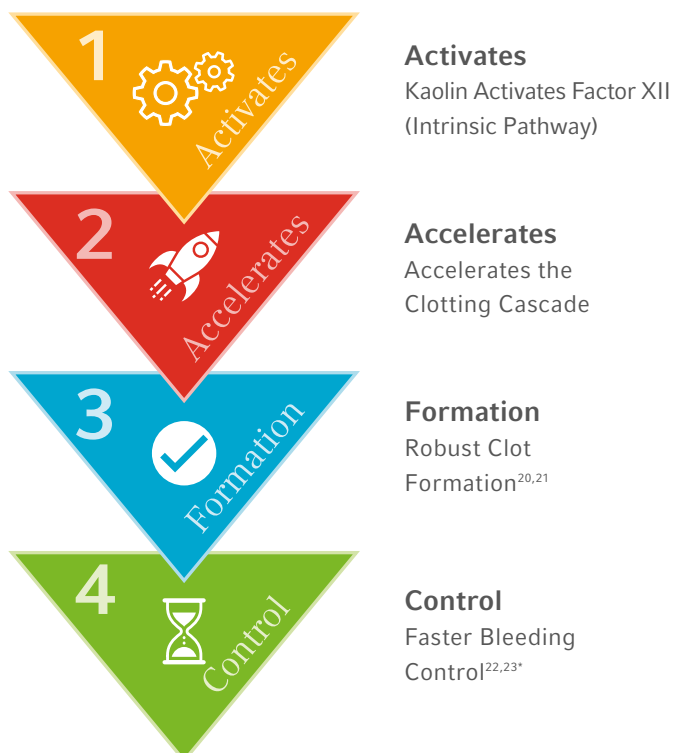 1
Activates
Activates
Kaolin Activates Factor XII
(Intrinsic Pathway)
2
Accelerates
Accelerates
Accelerates the
Clotting Cascade
3
Formation
Formation
Robust Clot
Formation20,21
4
Control
Control
Faster Bleeding
Control22,23*